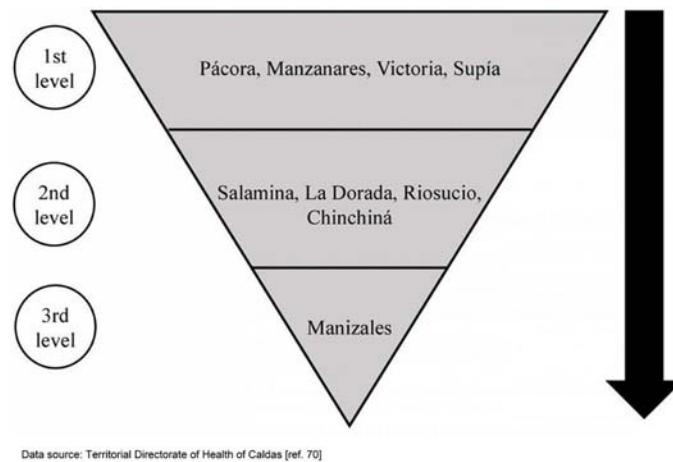 1st
level
Pácora, Manzanares, Victoria, Supía
2nd
level
Salamina, La Dorada, Riosucio,
Chinchiná
3rd
level
Manizales
Data source: Territorial Directorate of Health of Caldas [ref. 70]